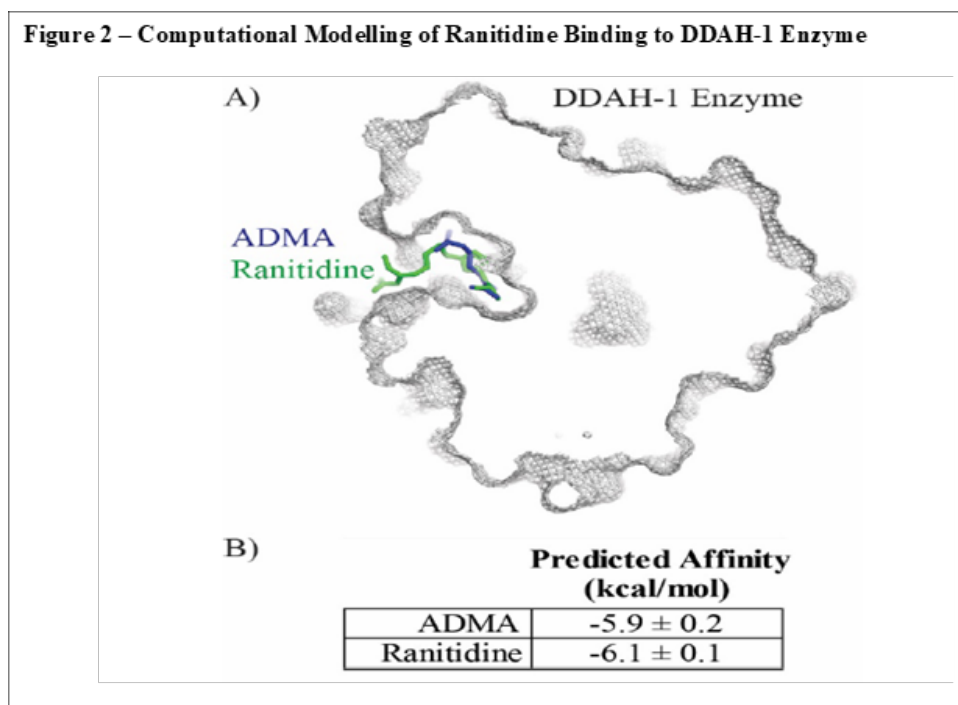 Figure 2 – Computational Modelling of Ranitidine Binding to DDAH-1 Enzyme
A)
DDAH-1 Enzyme
ADMA
Ranitidine
B)
Predicted Affinity
(kcal/mol)
ADMA -5.9 ± 0.2
Ranitidine -6.1 ± 0.1